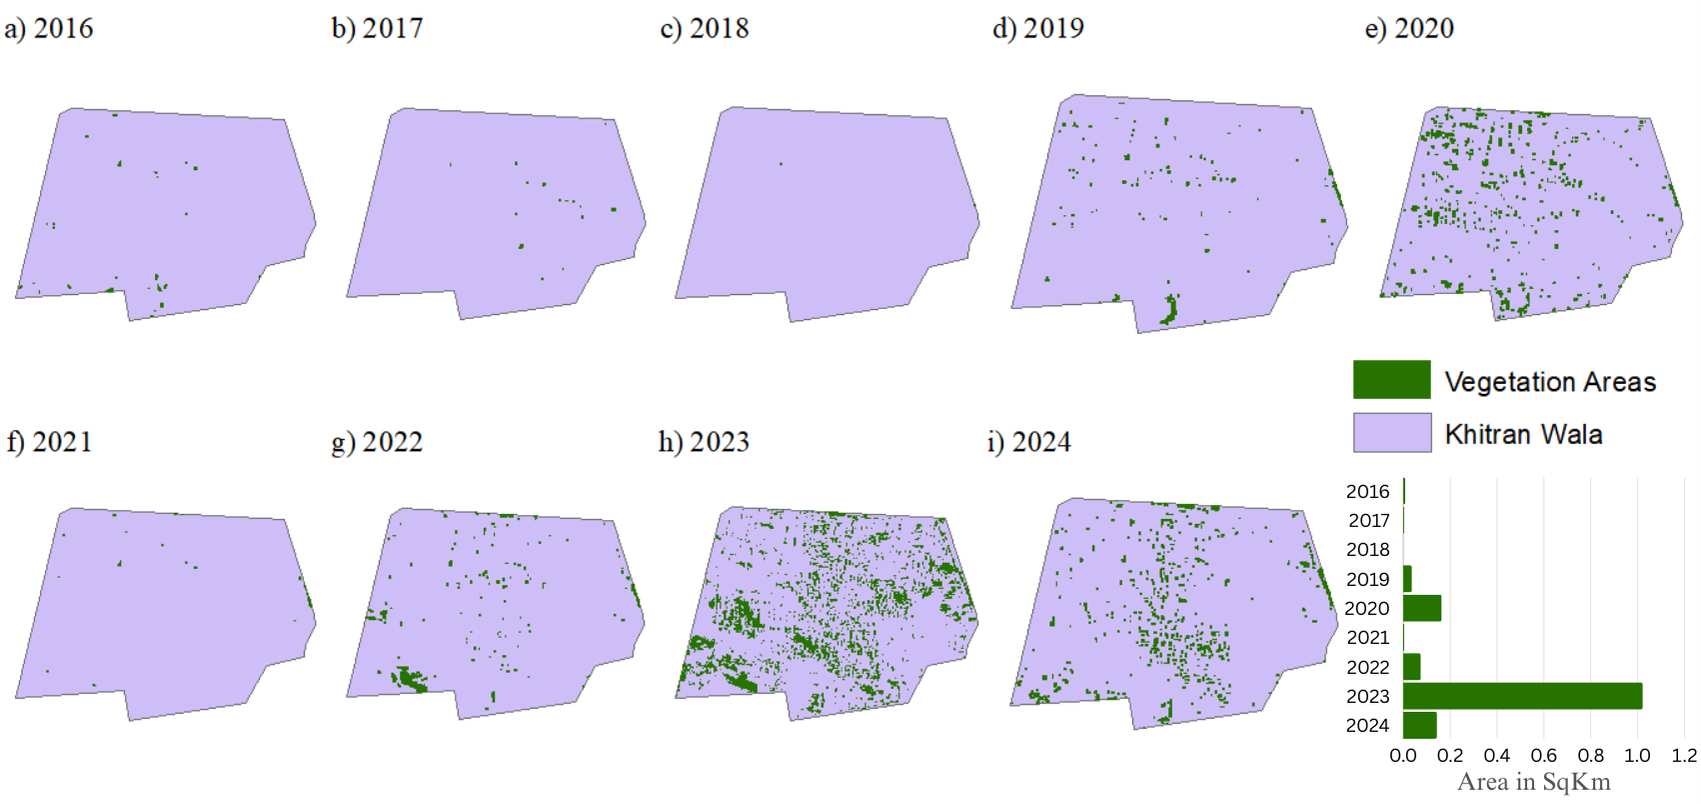 a) 2016
b) 2017
c) 2018
d) 2019
e) 2020
Vegetation Areas
Khitran Wala
f) 2021
g) 2022
h) 2023
i) 2024
2016
2017
2018
2019
2020
2021
2022
2023
2024
0.0 0.2 0.4 0.6 0.8 1.0 1.2
Area in SqKm